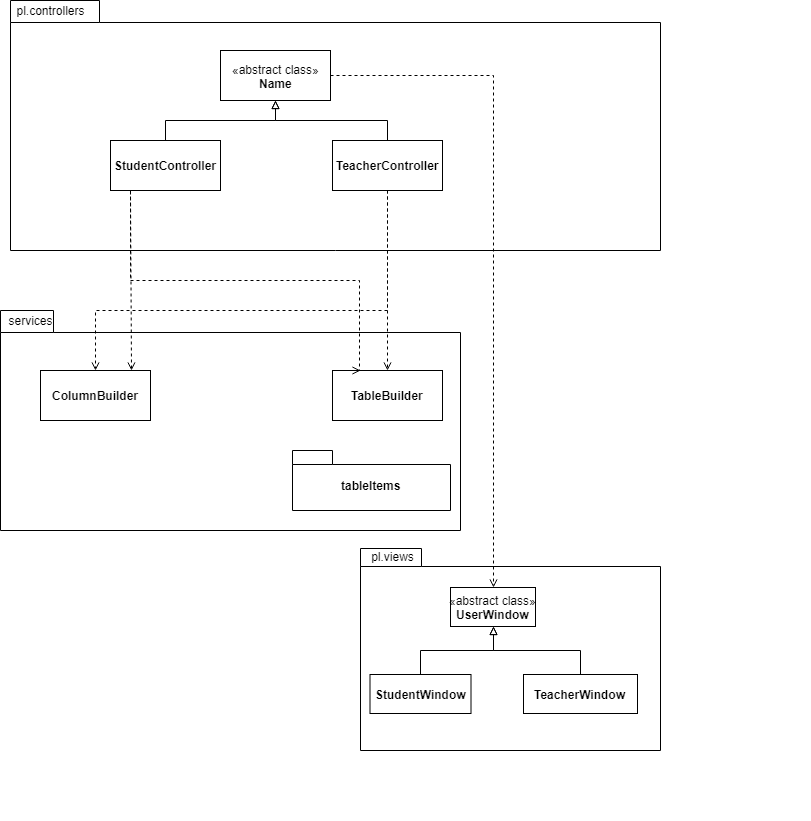 pl.controllers
«abstract class»
Name
StudentController
TeacherController
services
ColumnBuilder
TableBuilder
tableItems
pl.views
«abstract class»
UserWindow
StudentWindow
TeacherWindow